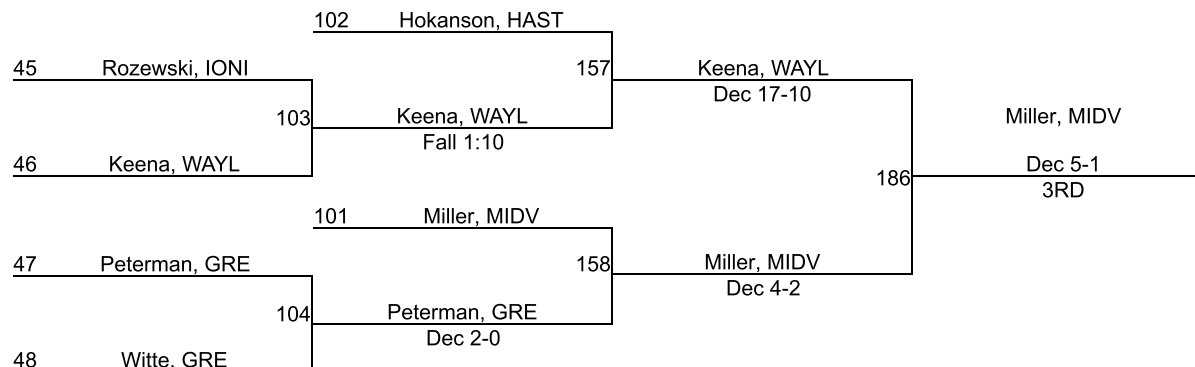 102 Hokanson, HAST
45 Rozewski, IONI
157 Keena, WAYL
Dec 17-10
103 Keena, WAYL
Fall 1:10
Miller, MIDV
46 Keena, WAYL
Dec 5-1
186
3RD
101 Miller, MIDV
47 Peterman, GRE
158 Miller, MIDV
Dec 4-2
104 Peterman, GRE
Dec 2-0
48 Witte, GRE